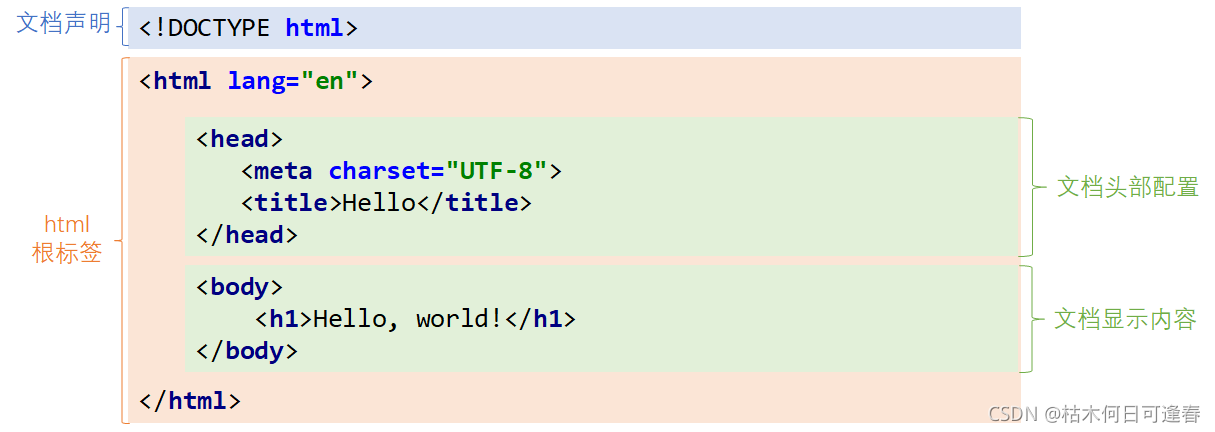 文档声明
<!DOCTYPE html>
<html lang="en">
<head>
<meta charset="UTF-8">
<title>Hello</title>
</head>
文档头部配置
html
根标签
<body>
<h1>Hello, world!</h1>
</body>
文档显示内容
</html>
CSDN @枯木何日可逢春